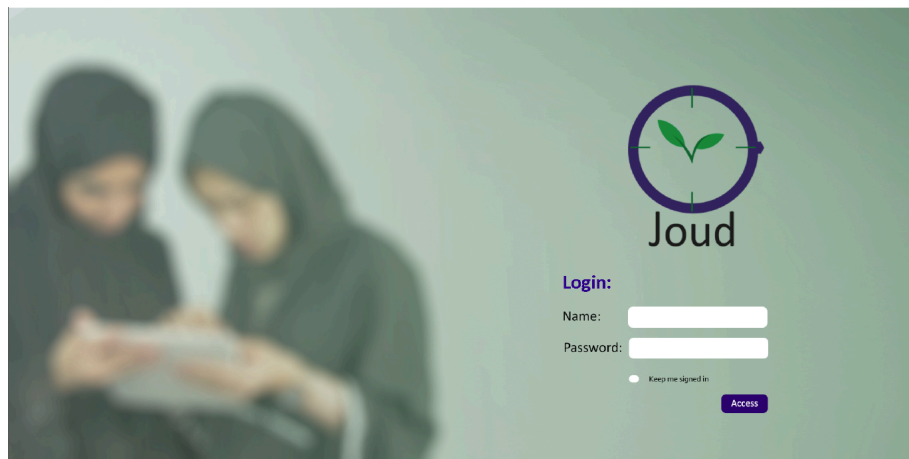 Joud
Login:
Name:
Password:
Keep me signed in
Access